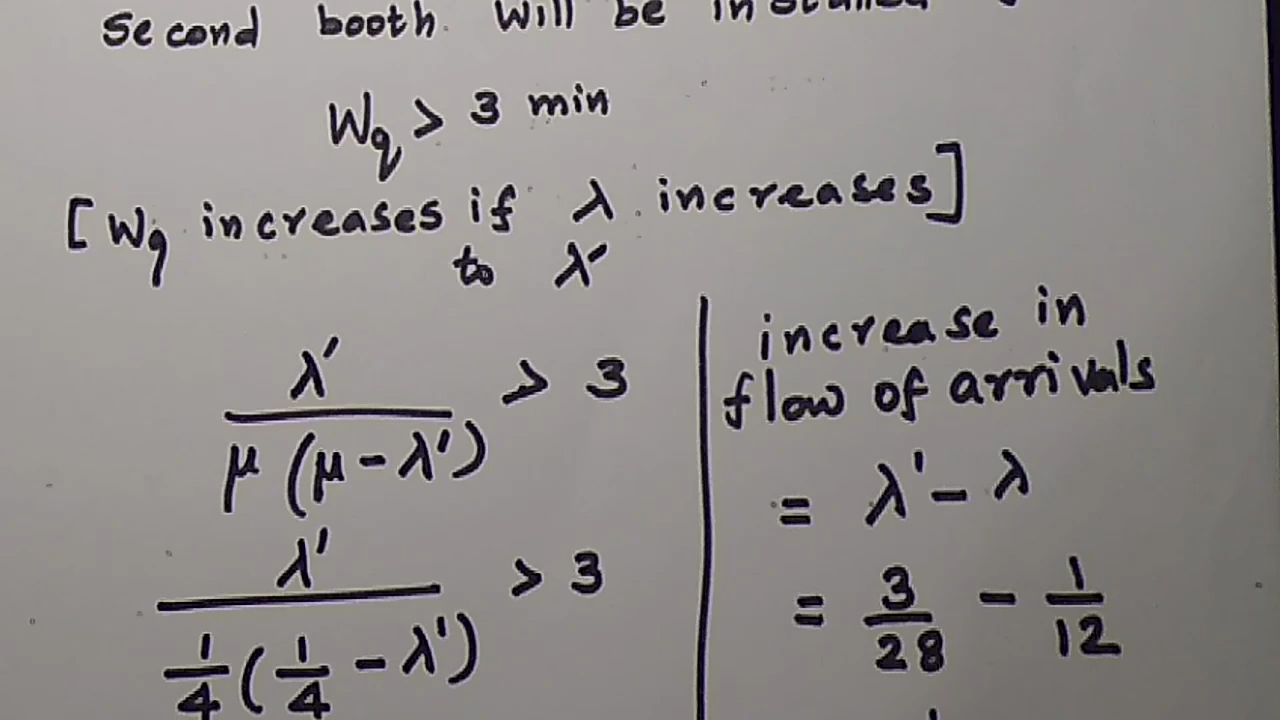 Second booth. Will be installed
Wq > 3 min
[Wq increases if λ increases]
to λ'
λ' / μ(μ - λ') > 3
λ' / 1/4 (1/4 - λ') > 3
increase in
flow of arrivals
= λ' - λ
= 3/28 - 1/12